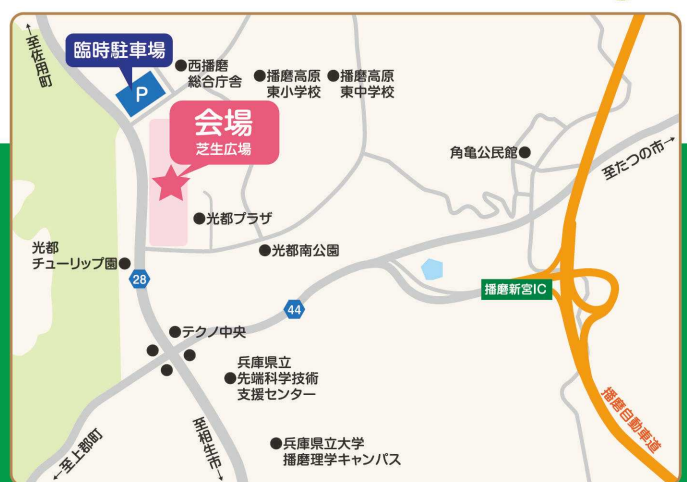 ←至佐用町
臨時駐車場
P
西播磨
総合庁舎
播磨高原
東小学校
播磨高原
東中学校
会場
芝生広場
角亀公民館
至たつの市→
光都プラザ
光都南公園
光都
チューリップ園
28
播磨新宮IC
44
テクノ中央
兵庫県立
先端科学技術
支援センター
播磨自動車道
←至上郡町
至相生市→
兵庫県立大学
播磨理学キャンパス